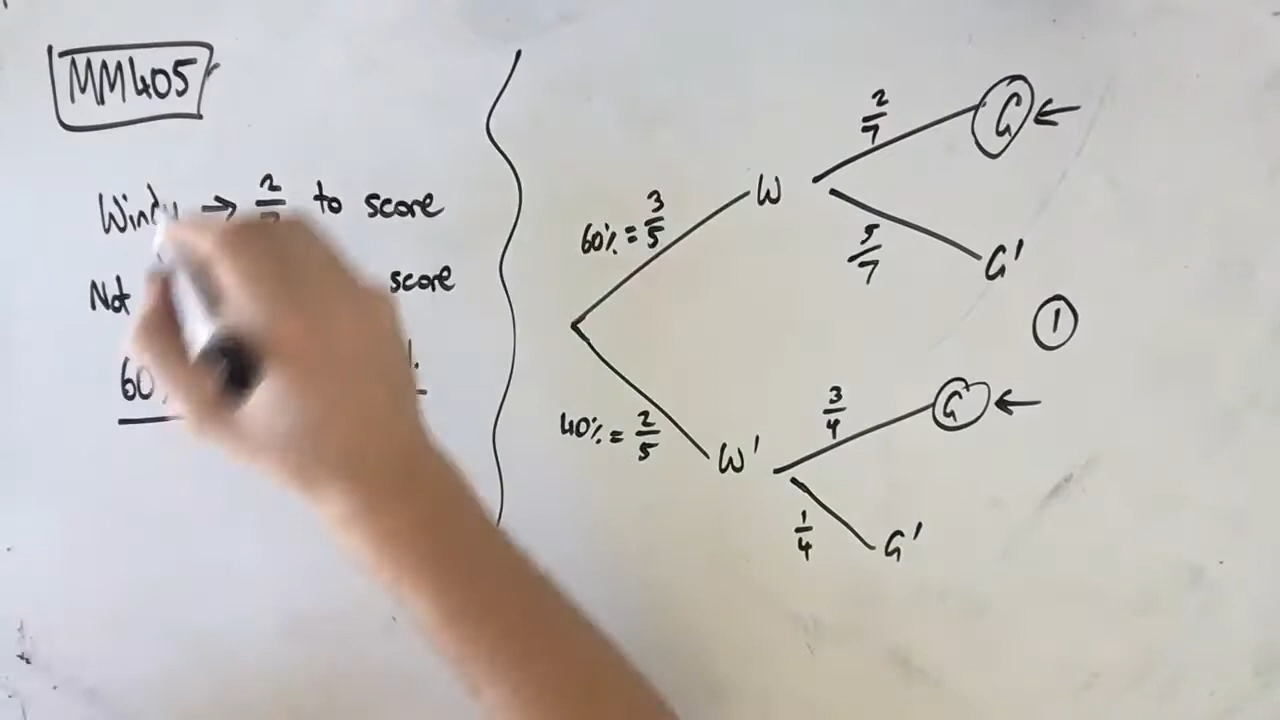 MM405
Windy → 2/7 to score
Not score
60
60% = 3/5
W
2/7
G ←
5/7
G'
1
40% = 2/5
W'
3/4
G ←
1/4
G'